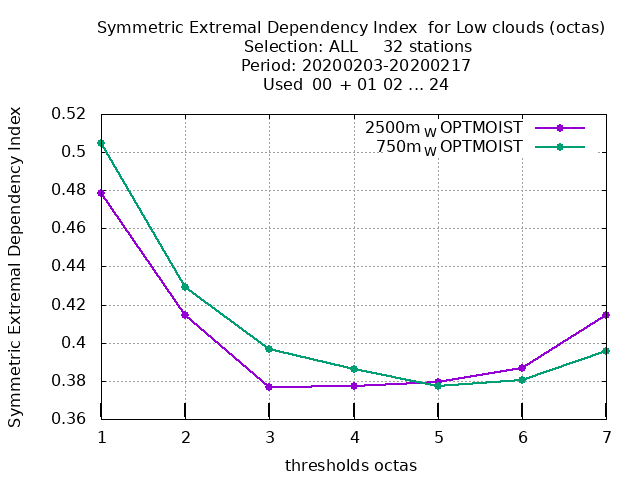 Symmetric Extremal Dependency Index for Low clouds (octas)
Selection: ALL 32 stations
Period: 20200203-20200217
Used 00 + 01 02 ... 24
Symmetric Extremal Dependency Index
0.52
0.5
0.48
0.46
0.44
0.42
0.4
0.38
0.36
2500m WOPTMOIST
750m WOPTMOIST
1 2 3 4 5 6 7
thresholds octas